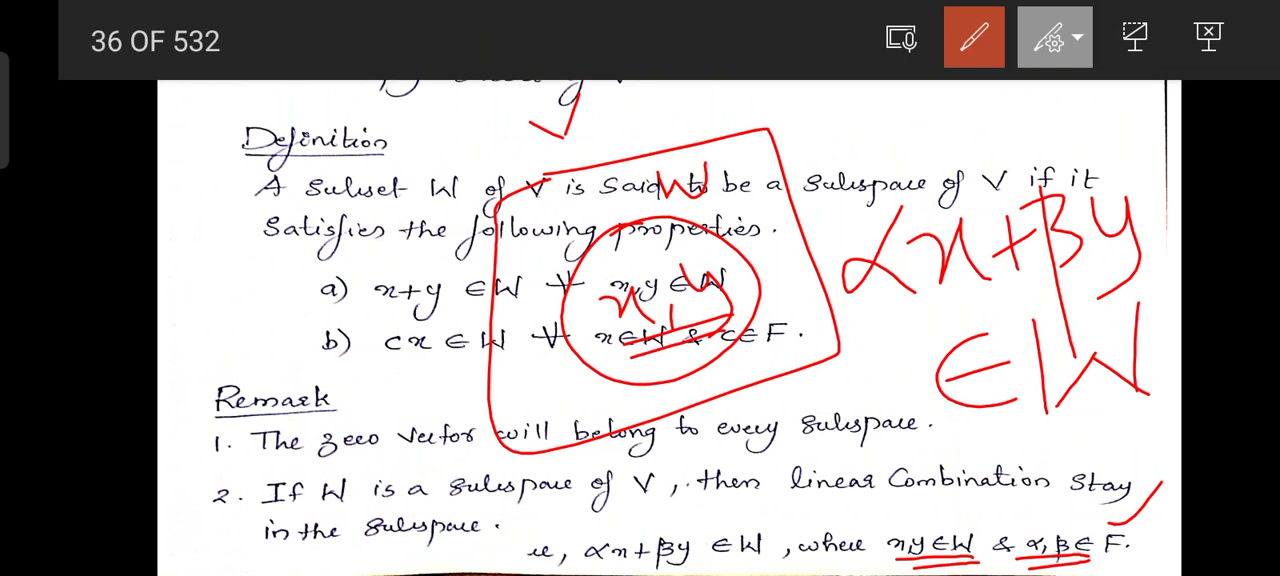 36 OF 532
Definition
A subset W of V is said to be a subspace of V if it
satisfies the following properties.
a) x+y ∈ W ∀ x,y ∈ W
b) cx ∈ W ∀ x ∈ W & c ∈ F.
W
x, y
αx+βy
∈ W
Remark
1. The zero vector will belong to every subspace.
2. If W is a subspace of V, then linear Combination Stay
in the subspace.
ie, αx+βy ∈ W, where x,y ∈ W & α, β ∈ F.